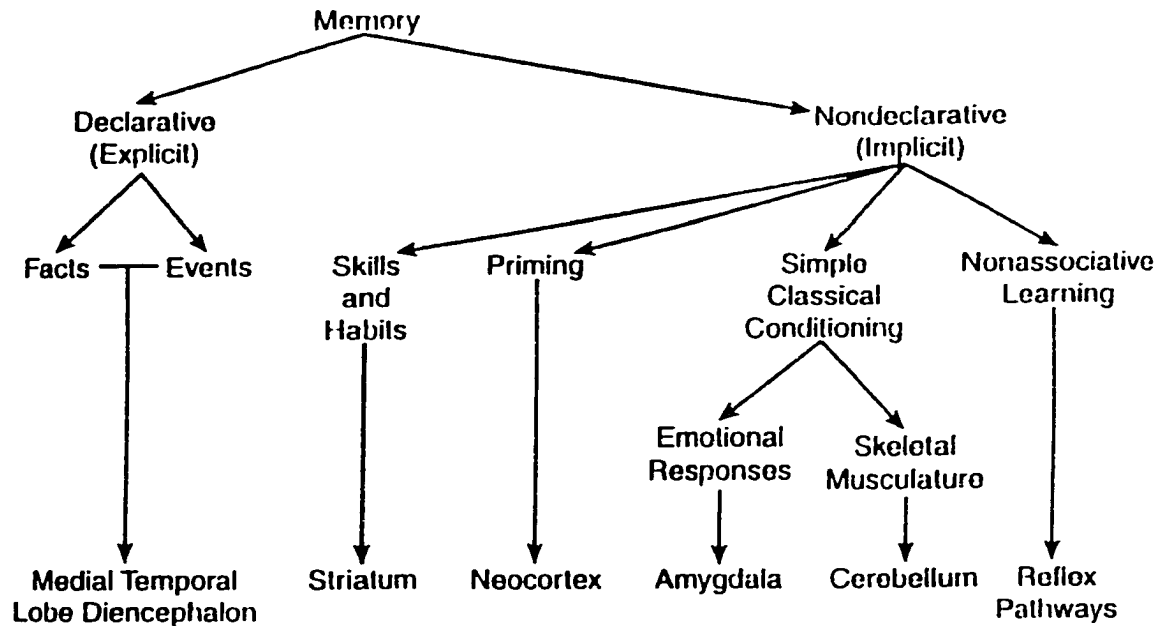 Memory
Declarative
(Explicit)
Nondeclarative
(Implicit)
Facts
Events
Skills
and
Habits
Priming
Simple
Classical
Conditioning
Nonassociative
Learning
Emotional
Responses
Skeletal
Musculature
Medial Temporal
Lobe Diencephalon
Striatum
Neocortex
Amygdala
Cerebellum
Reflex
Pathways